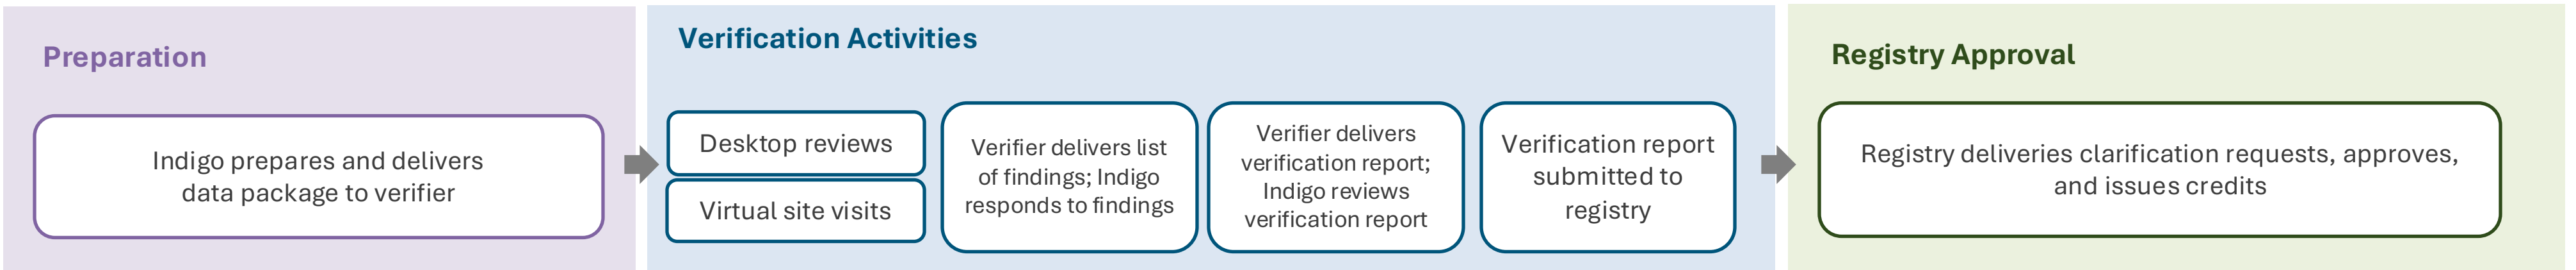 Preparation
Indigo prepares and delivers
data package to verifier
Verification Activities
Desktop reviews
Virtual site visits
Verifier delivers list
of findings; Indigo
responds to findings
Verifier delivers
verification report;
Indigo reviews
verification report
Verification report
submitted to
registry
Registry Approval
Registry deliveries clarification requests, approves,
and issues credits